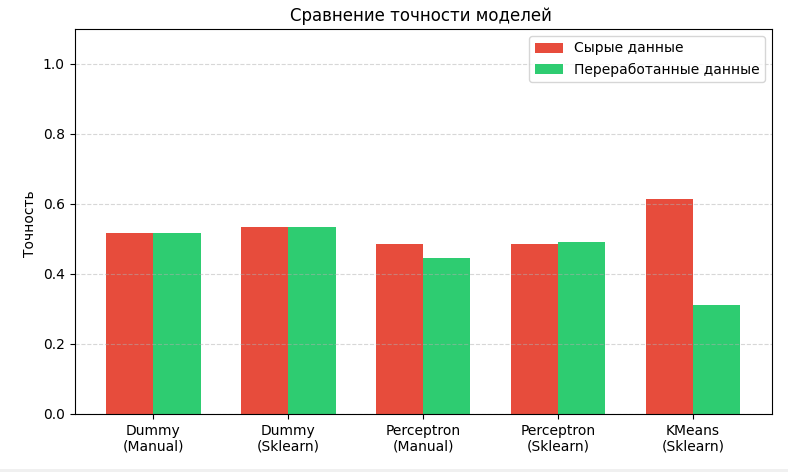 Сравнение точности моделей
Сырые данные
Переработанные данные
Точность
1.0
0.8
0.6
0.4
0.2
0.0
Dummy
(Manual)
Dummy
(Sklearn)
Perceptron
(Manual)
Perceptron
(Sklearn)
KMeans
(Sklearn)